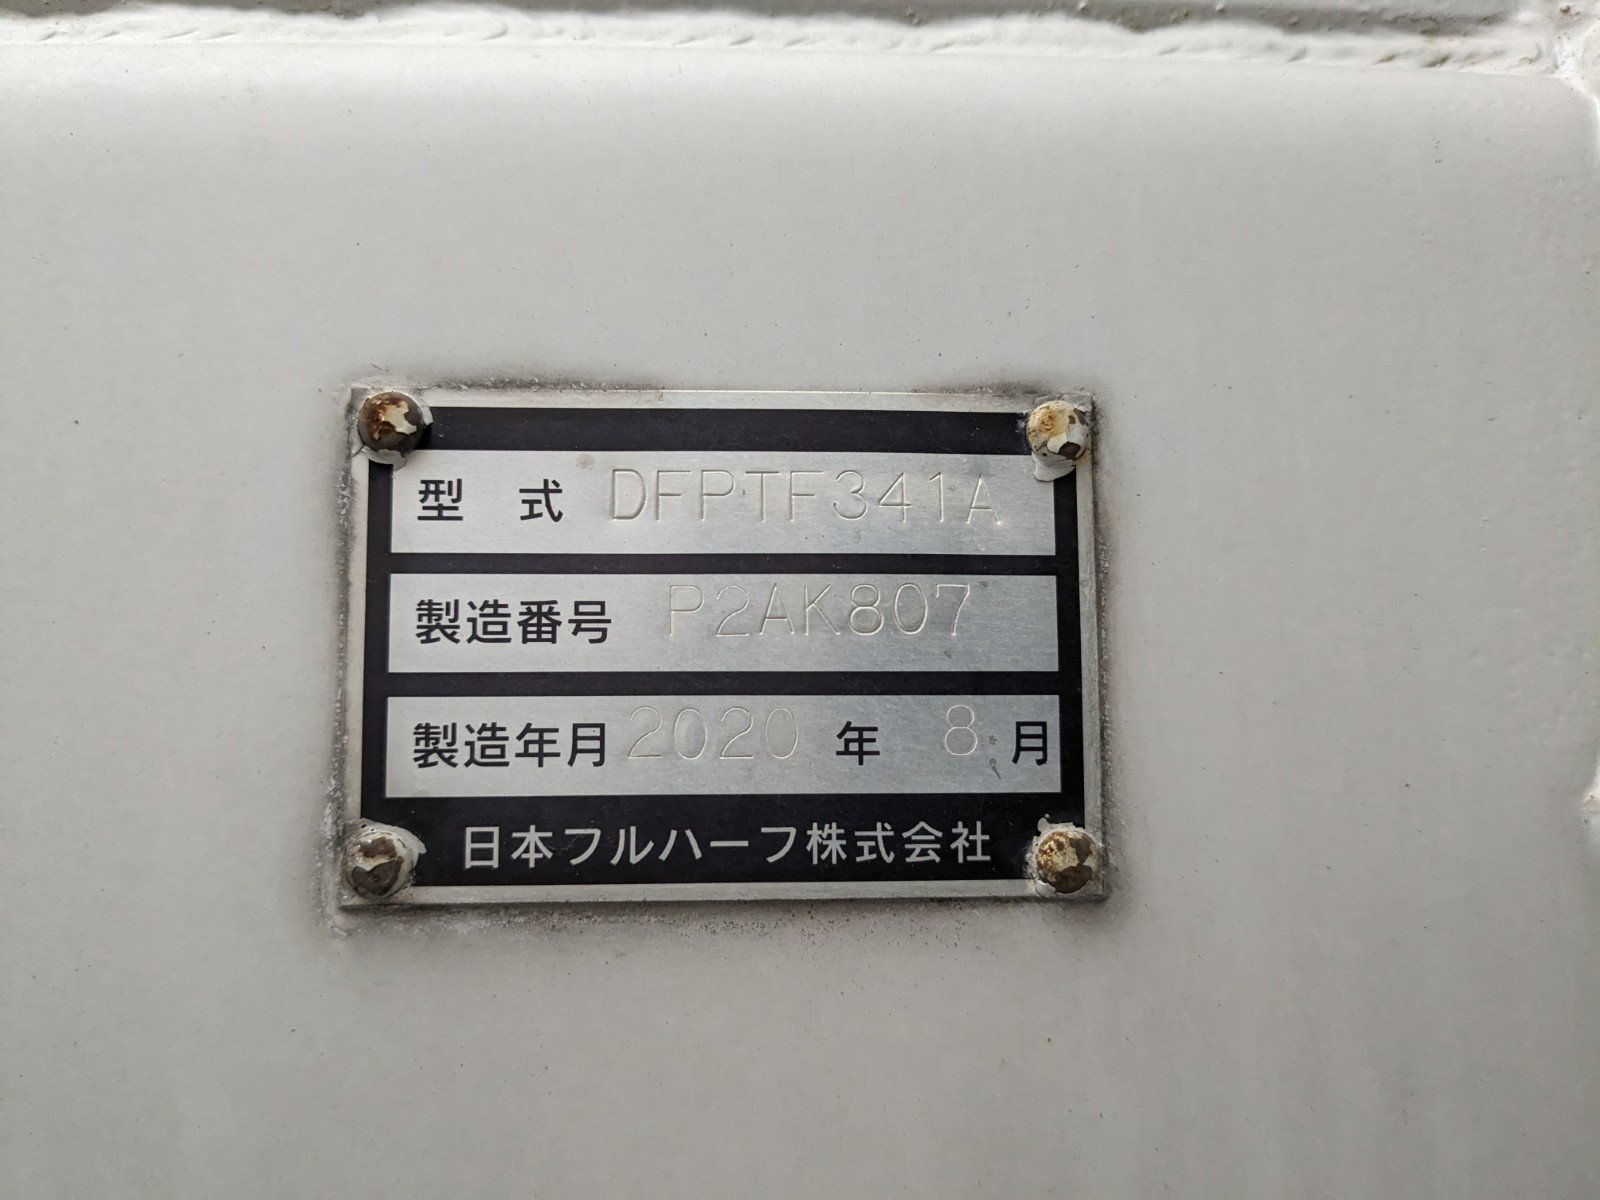 型 式 DFPTF341A
製造番号 P2AK807
製造年月 2020 年 8 月
日本フルハーフ株式会社